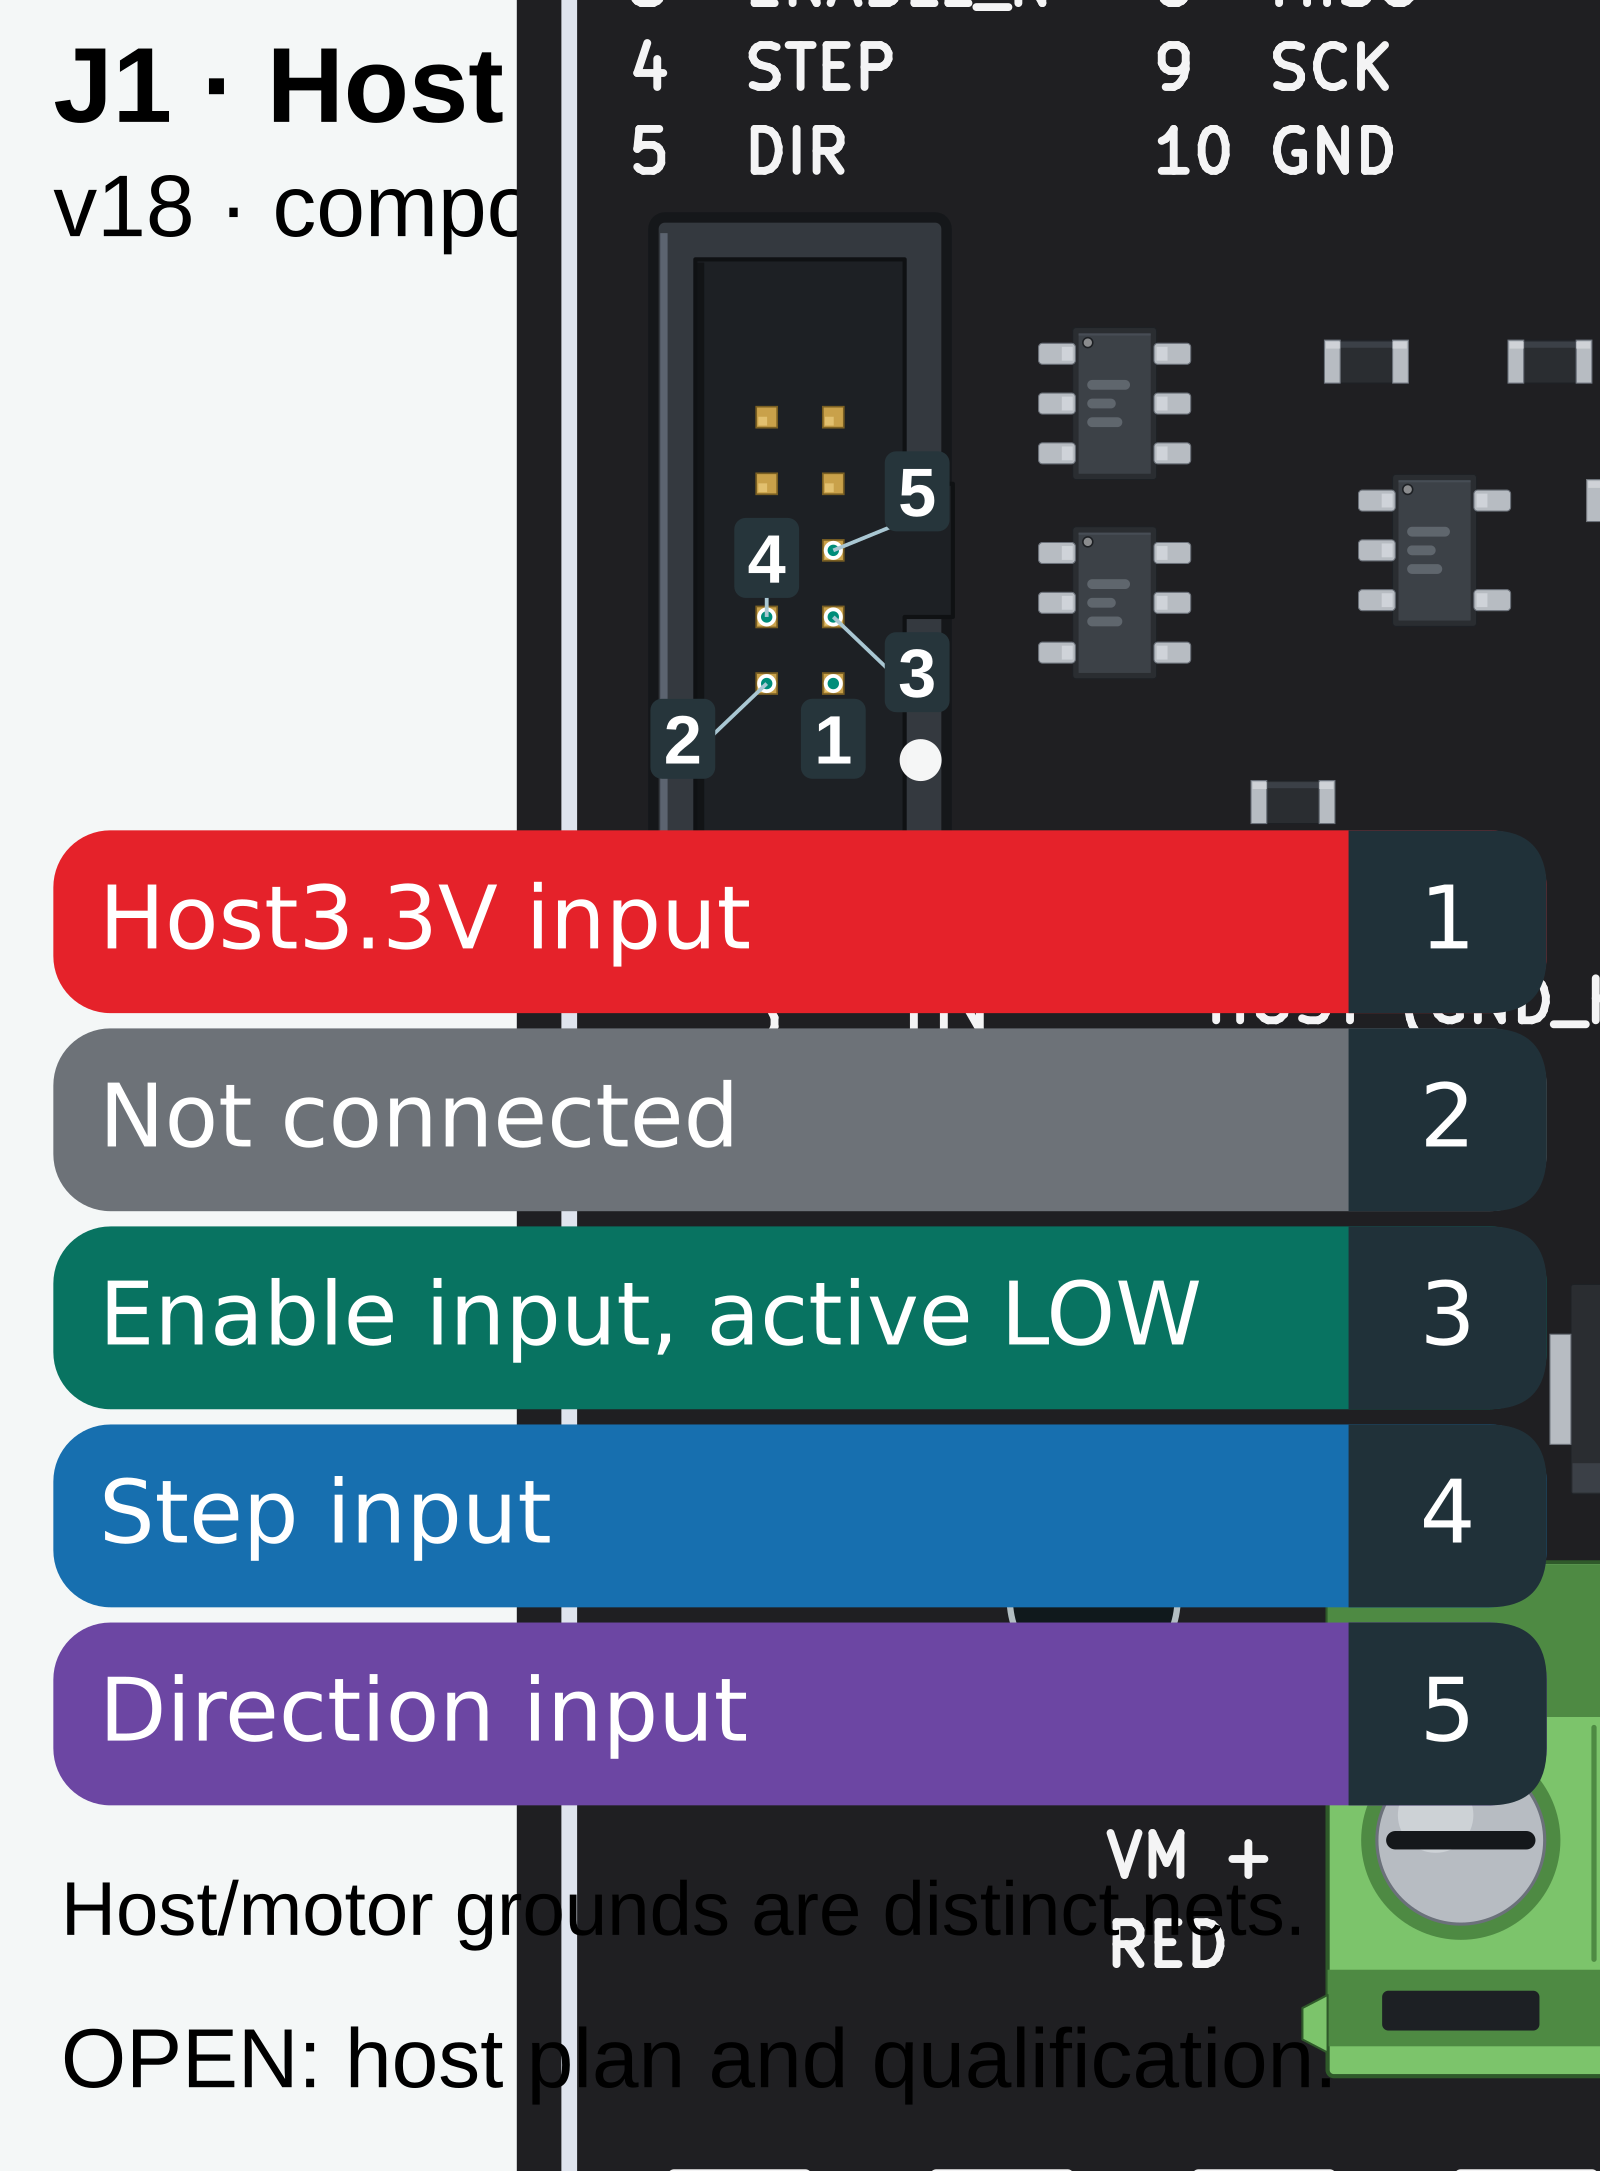 4 STEP 9 SCK
J1 · Host
5 DIR 10 GND
v18 ·
5
4
3
2 1
Host3.3V input 1
Not connected 2
Enable input, active LOW 3
Step input 4
Direction input 5
VM +
Host/motor grounds are distinct nets.
RED
OPEN: host plan and qualification.